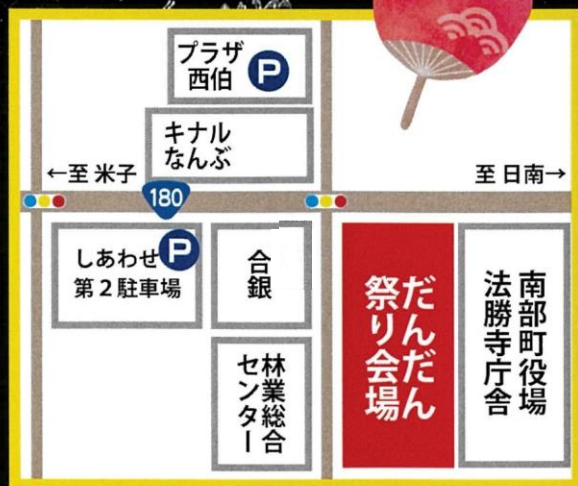 プラザ
西伯 P
キナル
なんぶ
←至 米子
180
至 日南→
しあわせ P
第2駐車場
合銀
林業総合
センター
だんだん
祭り会場
南部町役場
法勝寺庁舎